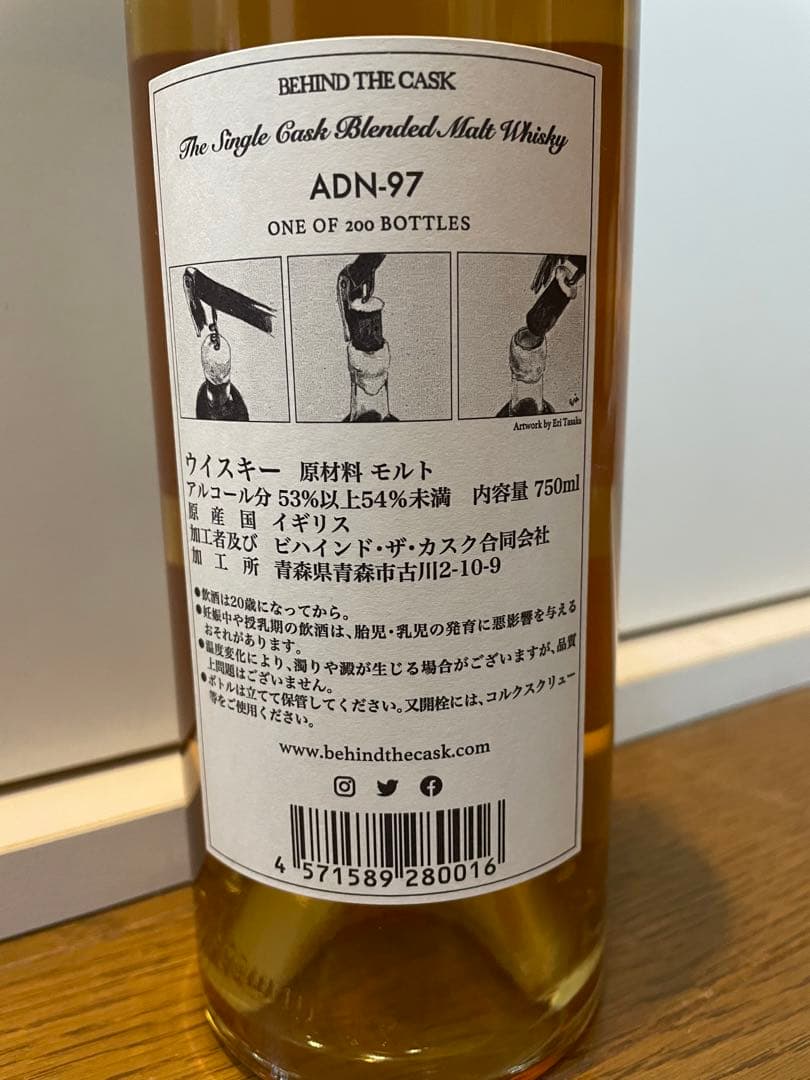 BEHIND THE CASK
The Single Cask Blended Malt Whisky
ADN-97
ONE OF 200 BOTTLES
Artwork by Eri Tasaka
ウイスキー 原材料 モルト
アルコール分 53%以上54%未満 内容量 750ml
原産国 イギリス
加工者及び ビハインド・ザ・カスク合同会社
加工所 青森県青森市古川2-10-9
●飲酒は20歳になってから。
●妊娠中や授乳期の飲酒は、胎児・乳児の発育に悪影響を与える
おそれがあります。
●温度変化により、濁りや澱が生じる場合がございますが、品質
上問題はございません。
●ボトルは立てて保管してください。又開栓には、コルクスクリュー
等をご使用ください。
www.behindthecask.com
4 571589 280016